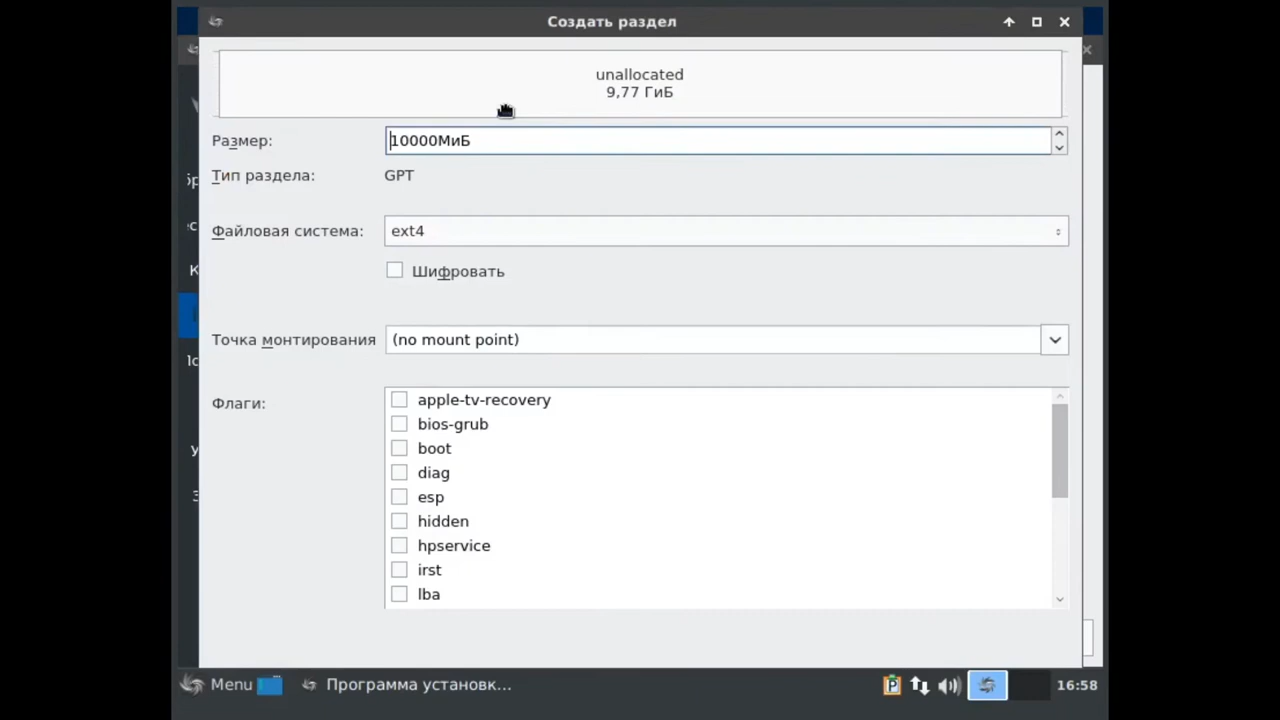 Создать раздел
unallocated
9,77 ГиБ
Размер:
10000МиБ
Тип раздела:
GPT
Файловая система:
ext4
Шифровать
Точка монтирования
(no mount point)
Флаги:
apple-tv-recovery
bios-grub
boot
diag
esp
hidden
hpservice
irst
lba
Menu
Программа установк...
16:58